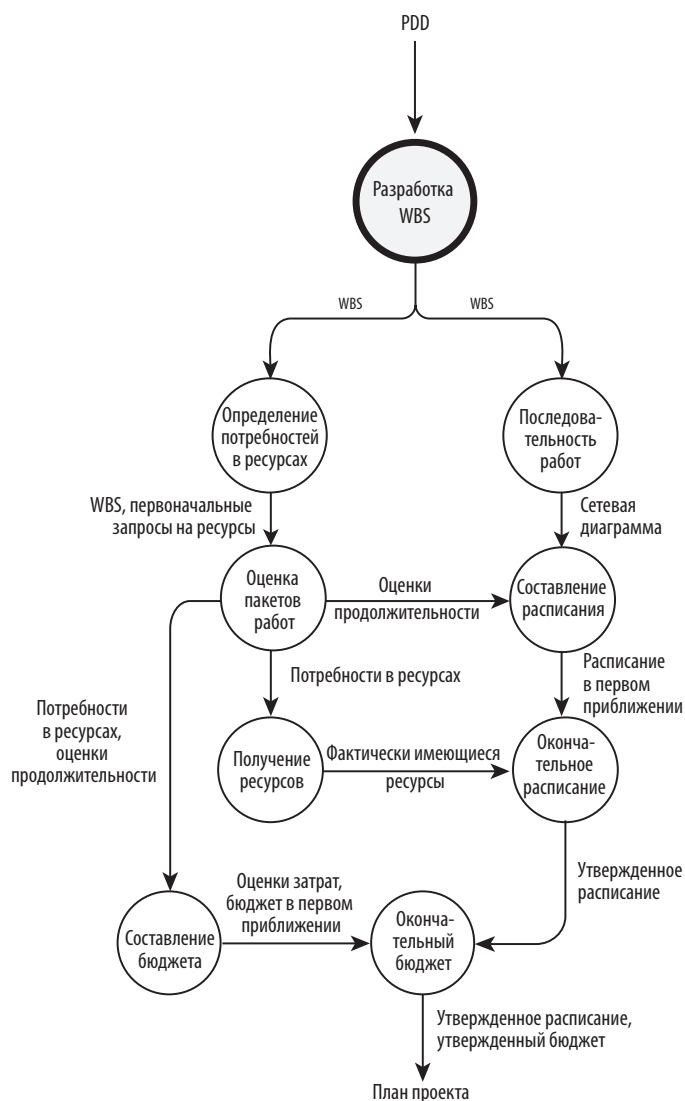 PDD
Разработка
WBS
WBS
WBS
Определение
потребностей
в ресурсах
Последова-
тельность
работ
WBS, первоначальные
запросы на ресурсы
Сетевая
диаграмма
Оценка
пакетов
работ
Оценки
продолжительности
Составление
расписания
Потребности в ресурсах
Расписание
в первом
приближении
Потребности
в ресурсах,
оценки
продолжительности
Получение
ресурсов
Фактически имеющиеся
ресурсы
Оконча-
тельное
расписание
Оценки затрат,
бюджет в первом
приближении
Утвержденное
расписание
Составление
бюджета
Оконча-
тельный
бюджет
Утвержденное расписание,
утвержденный бюджет
План проекта